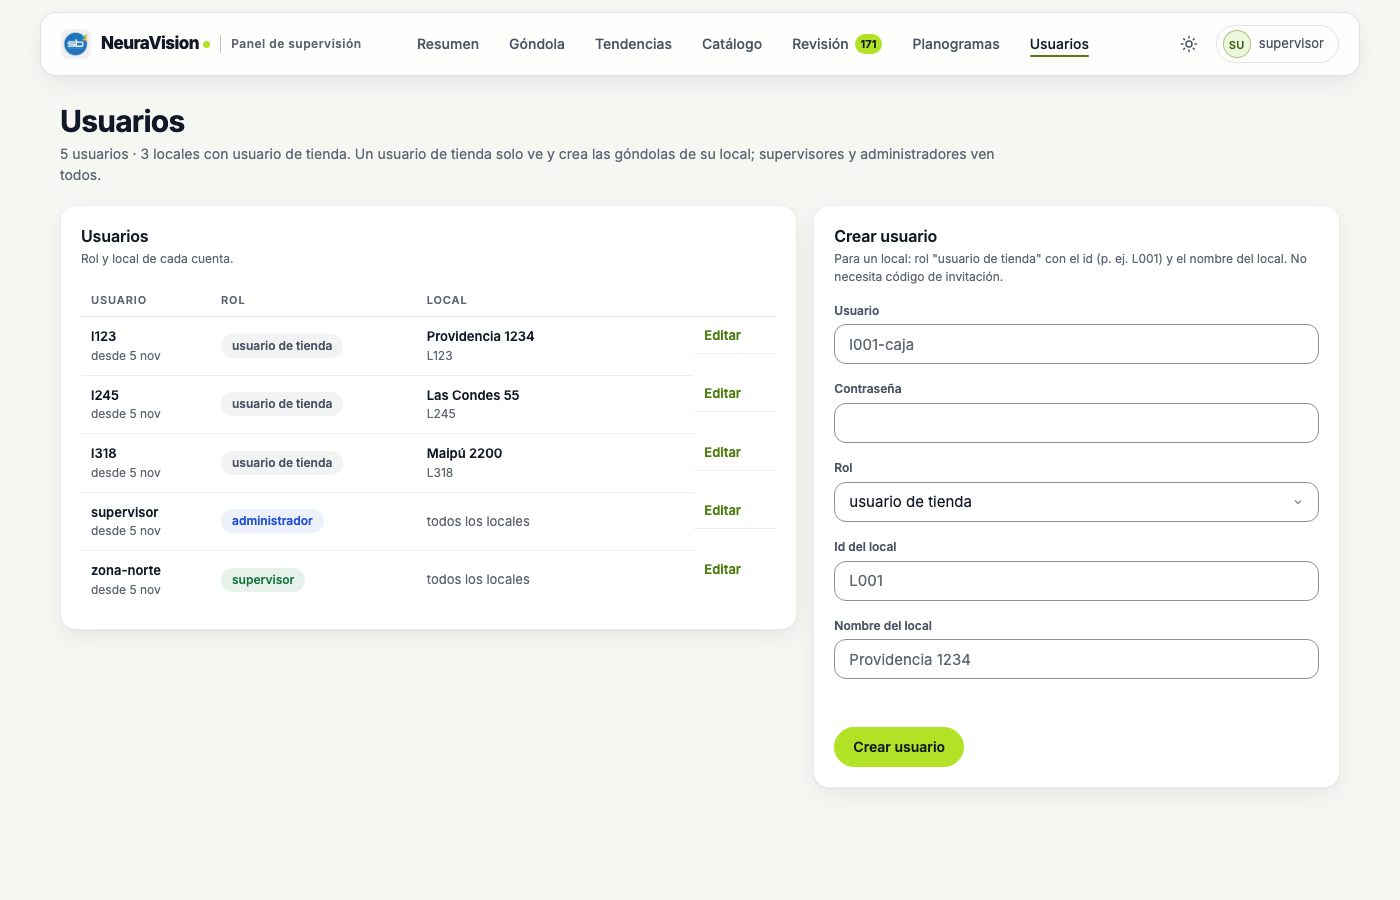 sb NeuraVision Panel de supervisión Resumen Góndola Tendencias Catálogo Revisión 171 Planogramas Usuarios SU supervisor
Usuarios
5 usuarios · 3 locales con usuario de tienda. Un usuario de tienda solo ve y crea las góndolas de su local; supervisores y administradores ven
todos.
Usuarios
Rol y local de cada cuenta.
USUARIO ROL LOCAL
l123 usuario de tienda Providencia 1234 Editar
desde 5 nov L123
l245 usuario de tienda Las Condes 55 Editar
desde 5 nov L245
l318 usuario de tienda Maipú 2200 Editar
desde 5 nov L318
supervisor administrador todos los locales Editar
desde 5 nov
zona-norte supervisor todos los locales Editar
desde 5 nov
Crear usuario
Para un local: rol "usuario de tienda" con el id (p. ej. L001) y el nombre del local. No
necesita código de invitación.
Usuario
l001-caja
Contraseña
Rol
usuario de tienda
Id del local
L001
Nombre del local
Providencia 1234
Crear usuario